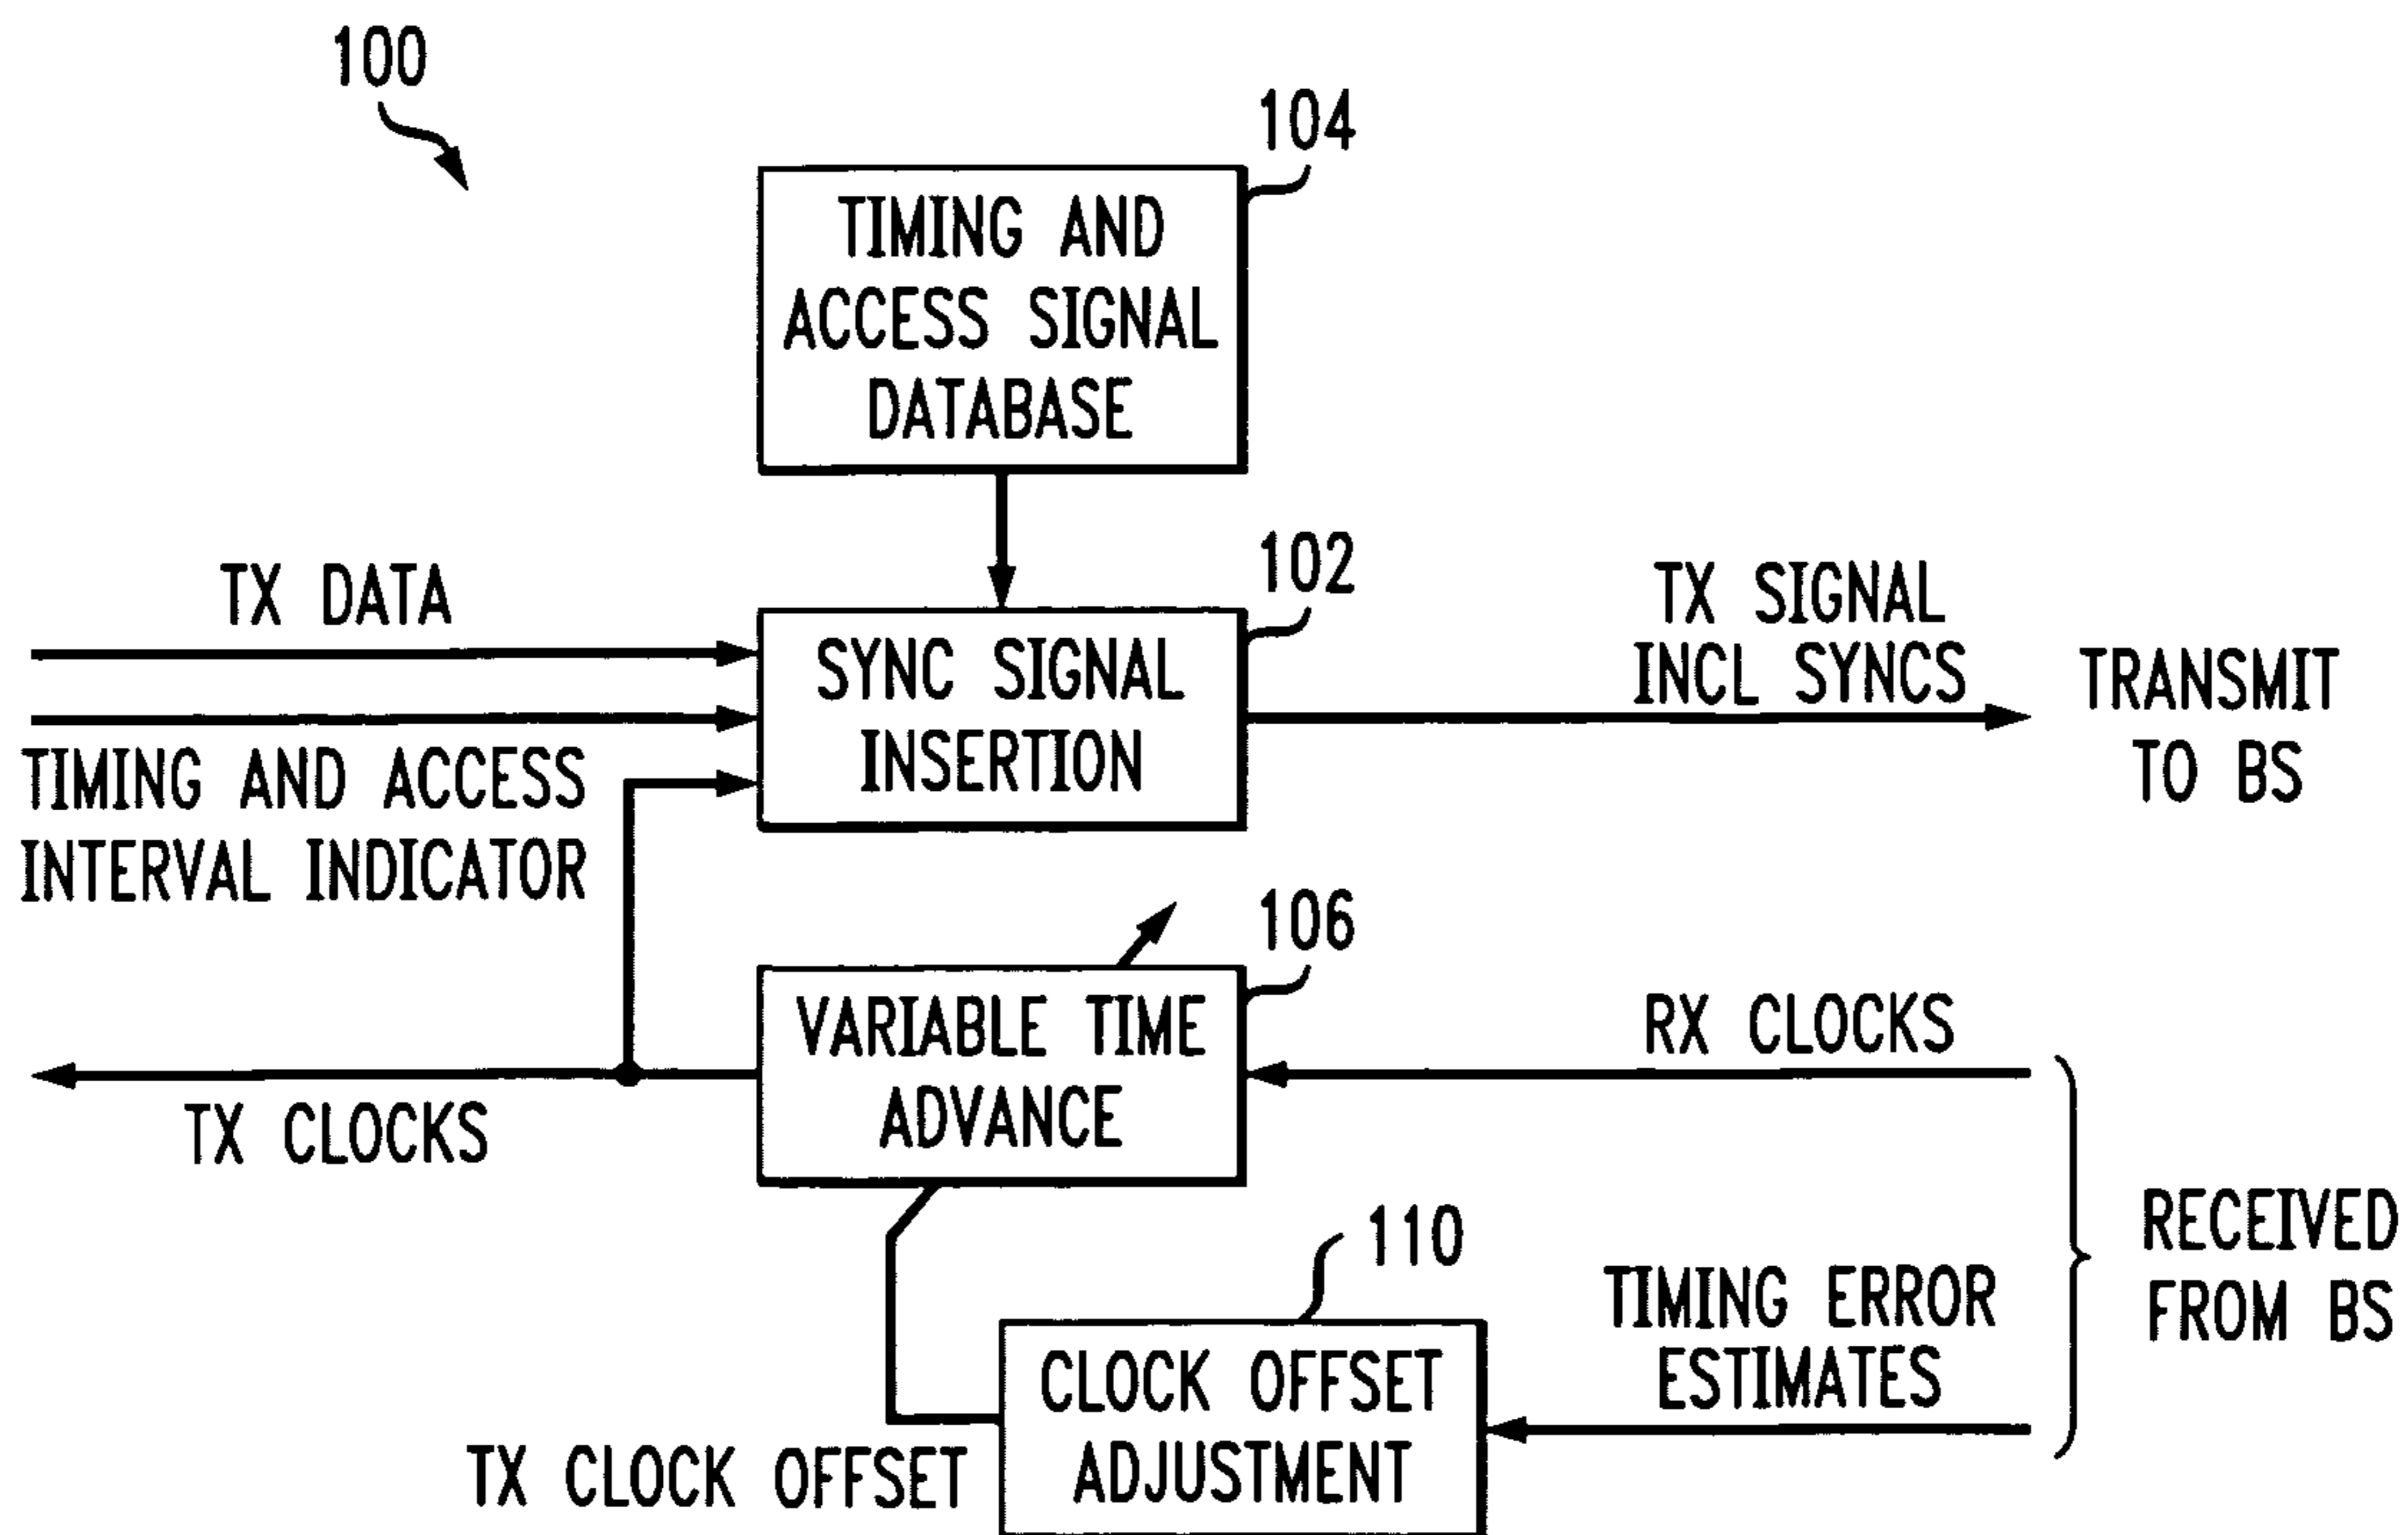 100
104
TIMING AND
ACCESS SIGNAL
DATABASE
102
TX DATA
SYNC SIGNAL
INSERTION
TX SIGNAL
INCL SYNCS
TRANSMIT
TO BS
TIMING AND ACCESS
INTERVAL INDICATOR
106
VARIABLE TIME
ADVANCE
RX CLOCKS
TX CLOCKS
110
RECEIVED
FROM BS
TIMING ERROR
ESTIMATES
CLOCK OFFSET
ADJUSTMENT
TX CLOCK OFFSET